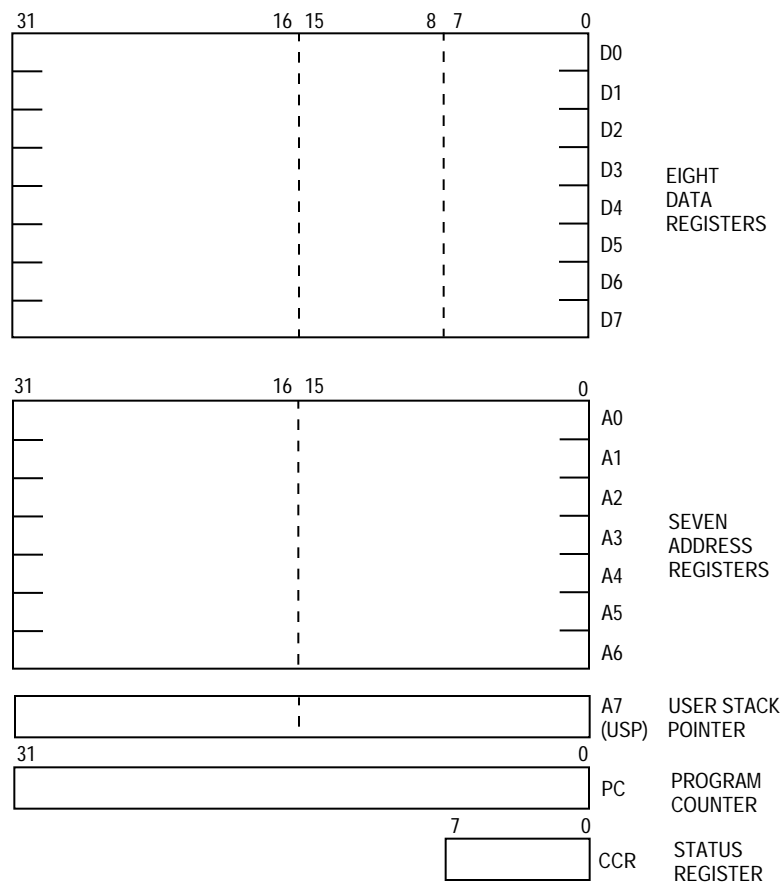 31 16 15 8 7 0
D0
D1
D2
D3
D4
D5
D6
D7
EIGHT
DATA
REGISTERS
31 16 15 0
A0
A1
A2
A3
A4
A5
A6
SEVEN
ADDRESS
REGISTERS
A7
(USP)
USER STACK
POINTER
31 0
PC
PROGRAM
COUNTER
7 0
CCR
STATUS
REGISTER